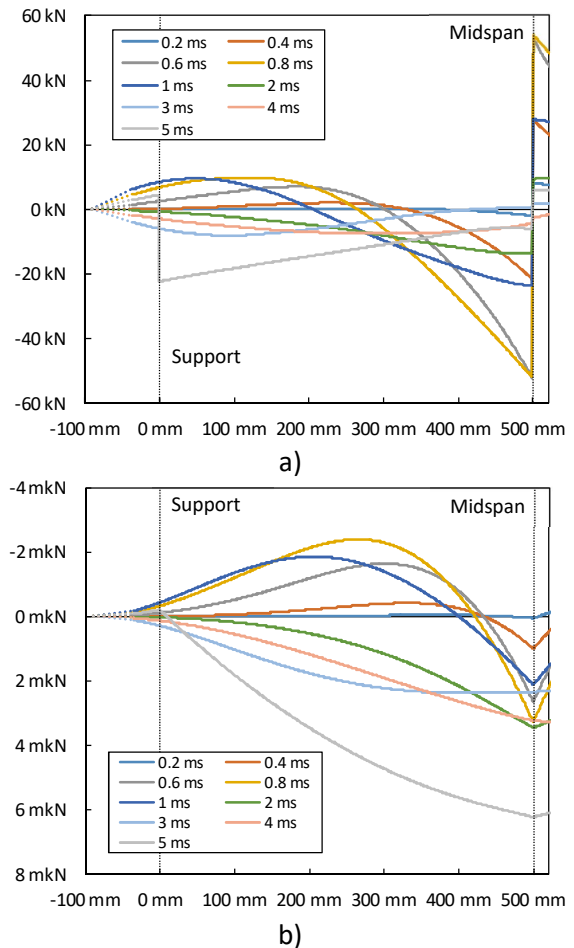 60 kN
Midspan
0.2 ms
0.4 ms
0.6 ms
0.8 ms
1 ms
2 ms
3 ms
4 ms
5 ms
40 kN
20 kN
0 kN
-20 kN
-40 kN
Support
-60 kN
-100 mm 0 mm 100 mm 200 mm 300 mm 400 mm 500 mm
a)
-4 mkN
Support
Midspan
-2 mkN
0 mkN
2 mkN
4 mkN
0.2 ms
0.4 ms
0.6 ms
0.8 ms
1 ms
2 ms
3 ms
4 ms
5 ms
6 mkN
8 mkN
-100 mm 0 mm 100 mm 200 mm 300 mm 400 mm 500 mm
b)